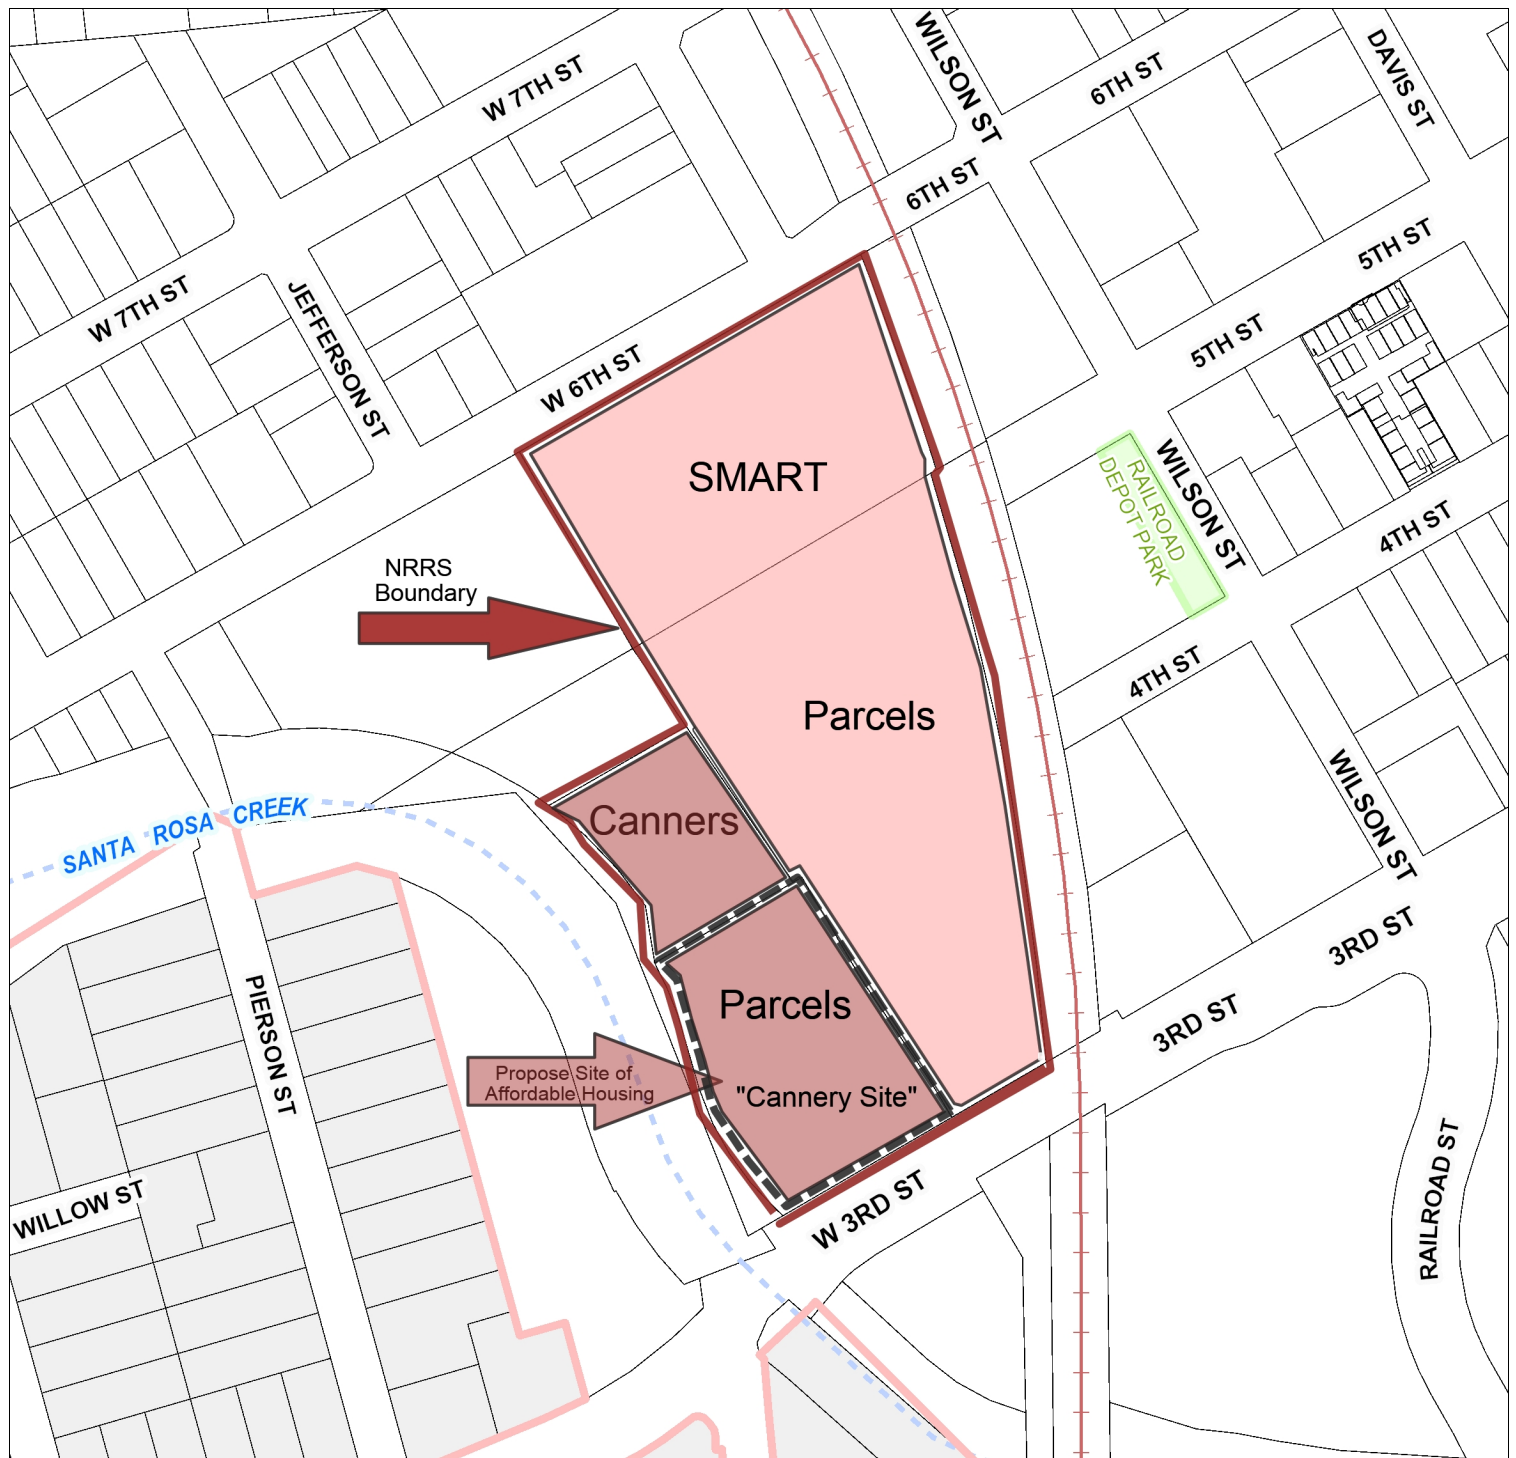 WILSON ST
DAVIS ST
W 7TH ST
6TH ST
6TH ST
5TH ST
W 7TH ST
JEFFERSON ST
5TH ST
W 6TH ST
SMART
RAILROAD
DEPOT PARK
WILSON ST
4TH ST
NRRS
Boundary
4TH ST
Parcels
SANTA ROSA CREEK
Canners
WILSON ST
3RD ST
PIERSON ST
Parcels
3RD ST
Propose Site of
Affordable Housing
"Cannery Site"
WILLOW ST
W 3RD ST
RAILROAD ST